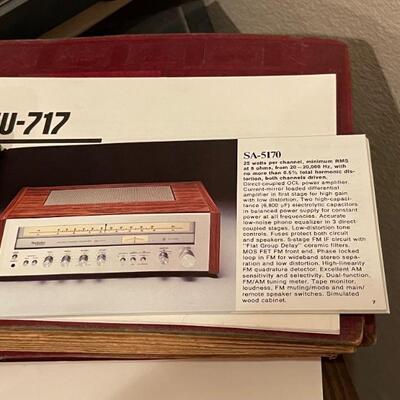 U-717
SA-5170
25 watts per channel, minimum RMS
at 8 ohms, from 20—20,000 Hz, with
no more than 0.5% total harmonic dis-
tortion, both channels driven.
Direct-coupled OCL power amplifier.
Current-mirror loaded differential
amplifier in first stage for high gain
with low distortion. Two high-capaci-
tance (6,800 μF) electrolytic capacitors
in balanced power supply for constant
power at all frequencies. Accurate
low-noise phono equalizer in 3 direct
coupled stages. Low-distortion tone
controls. Fuses protect both circuit
and speakers. 5-stage FM IF circuit with
"Flat Group Delay" ceramic filters.
MOS FET FM front end. Phase locked
loop in FM for wideband stereo sepa-
ration and low distortion. High-linearity
FM quadrature detector. Excellent AM
sensitivity and selectivity. Dual-function,
FM/AM tuning meter. Tape monitor,
loudness, FM muting/mode and main/
remote speaker switches. Simulated
wood cabinet.
7